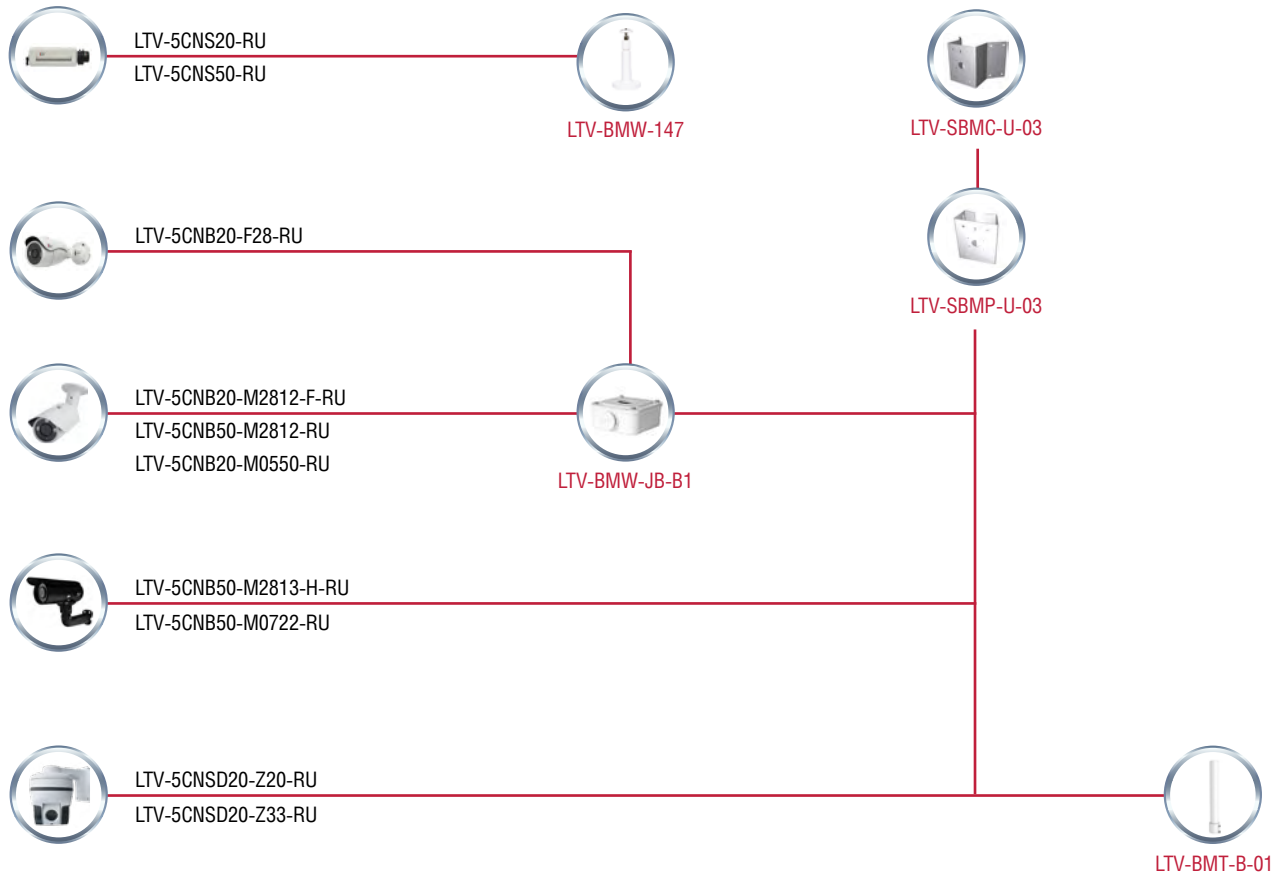 LTV-5CNS20-RU
LTV-5CNS50-RU
LTV-BMW-147
LTV-SBMC-U-03
LTV-5CNB20-F28-RU
LTV-SBMP-U-03
LTV-5CNB20-M2812-F-RU
LTV-5CNB50-M2812-RU
LTV-5CNB20-M0550-RU
LTV-BMW-JB-B1
LTV-5CNB50-M2813-H-RU
LTV-5CNB50-M0722-RU
LTV-5CNSD20-Z20-RU
LTV-5CNSD20-Z33-RU
LTV-BMT-B-01